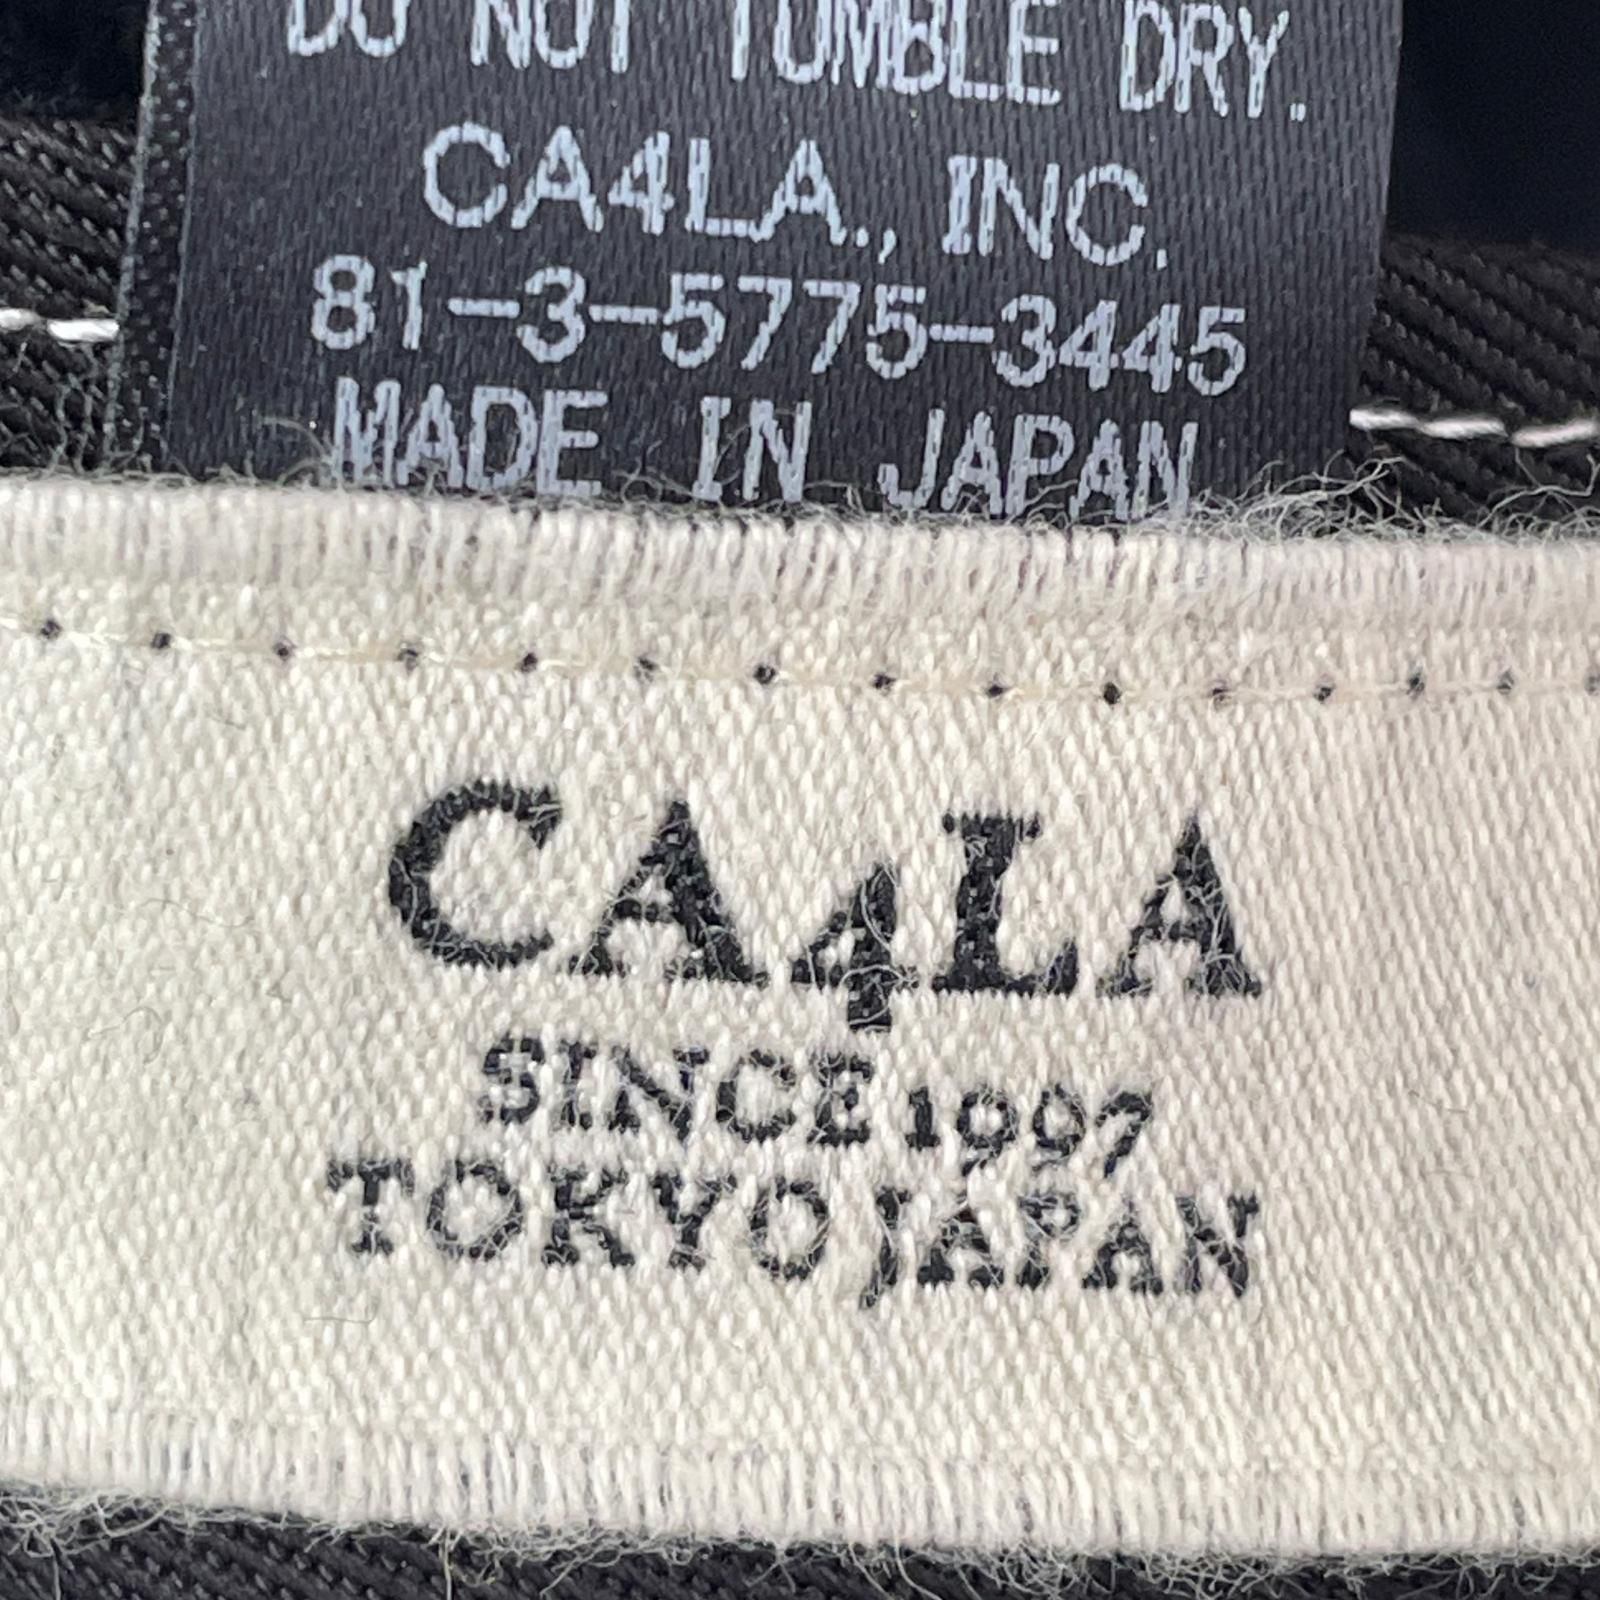 DO NOT TUMBLE DRY.
CA4LA., INC.
81-3-5775-3445
MADE IN JAPAN
CA4LA
SINCE 1997
TOKYO JAPAN